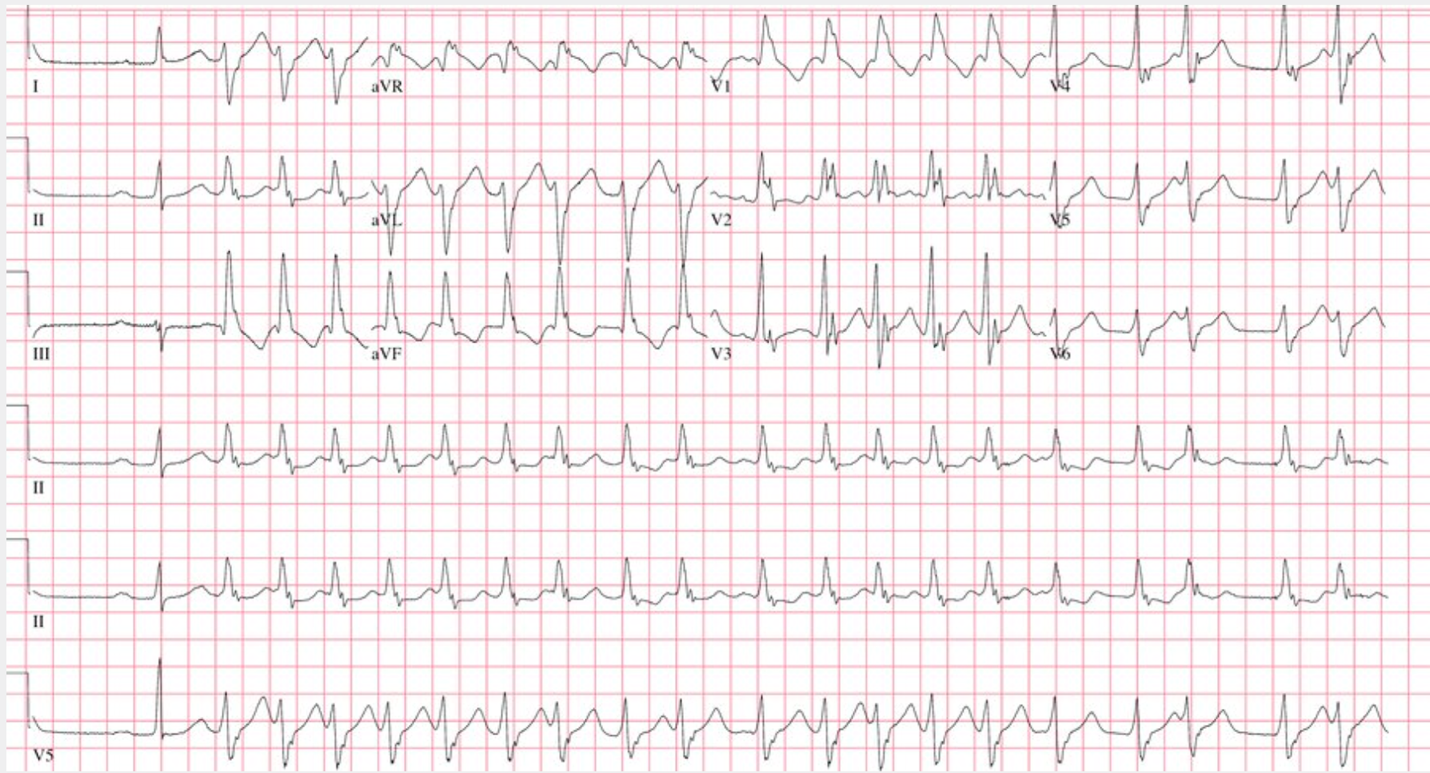 I aVR V1 V4
II aVL V2 V5
III aVF V3 V6
II
II
V5